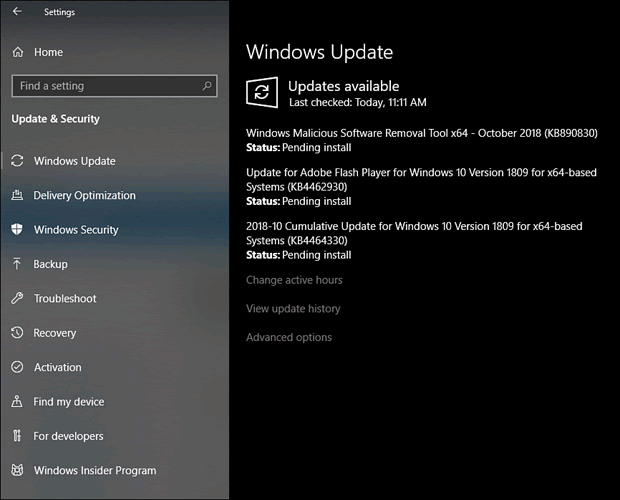 Settings
Home
Find a setting
Update & Security
Windows Update
Delivery Optimization
Windows Security
Backup
Troubleshoot
Recovery
Activation
Find my device
For developers
Windows Insider Program
Windows Update
Updates available
Last checked: Today, 11:11 AM
Windows Malicious Software Removal Tool x64 - October 2018 (KB890830)
Status: Pending install
Update for Adobe Flash Player for Windows 10 Version 1809 for x64-based
Systems (KB4462930)
Status: Pending install
2018-10 Cumulative Update for Windows 10 Version 1809 for x64-based
Systems (KB4464330)
Status: Pending install
Change active hours
View update history
Advanced options